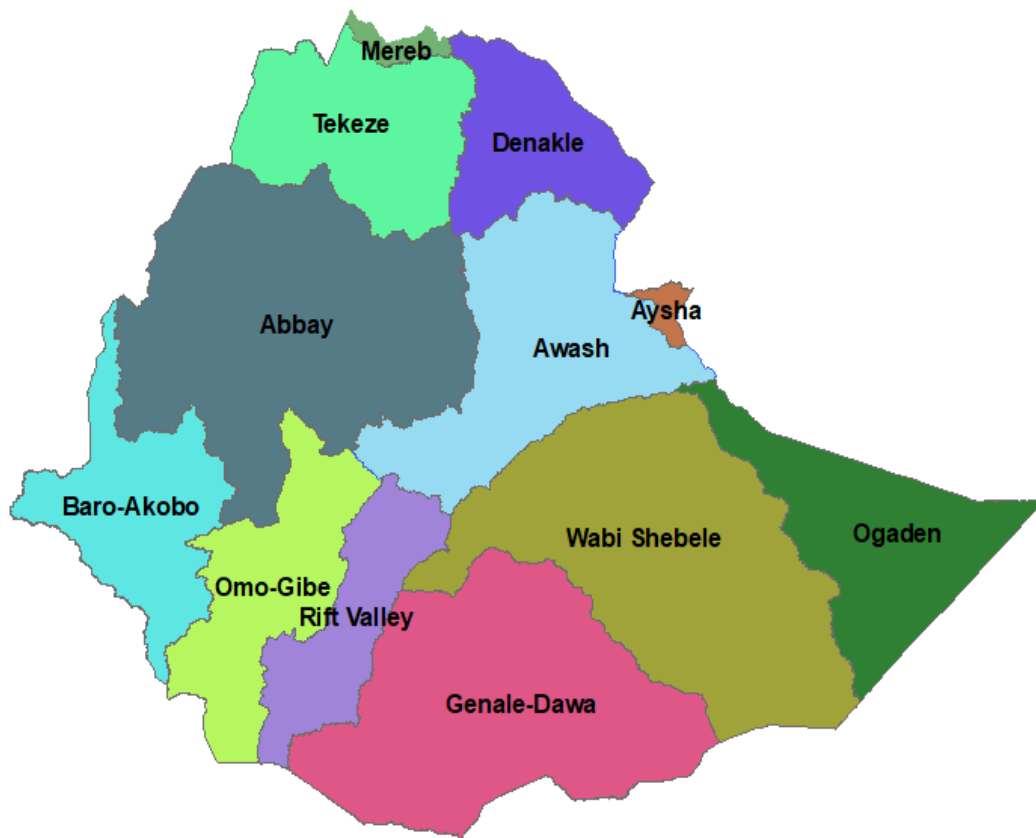 Mereb
Tekeze
Denakle
Aysha
Abbay
Awash
Baro-Akobo
Wabi Shebele
Ogaden
Omo-Gibe
Rift Valley
Genale-Dawa